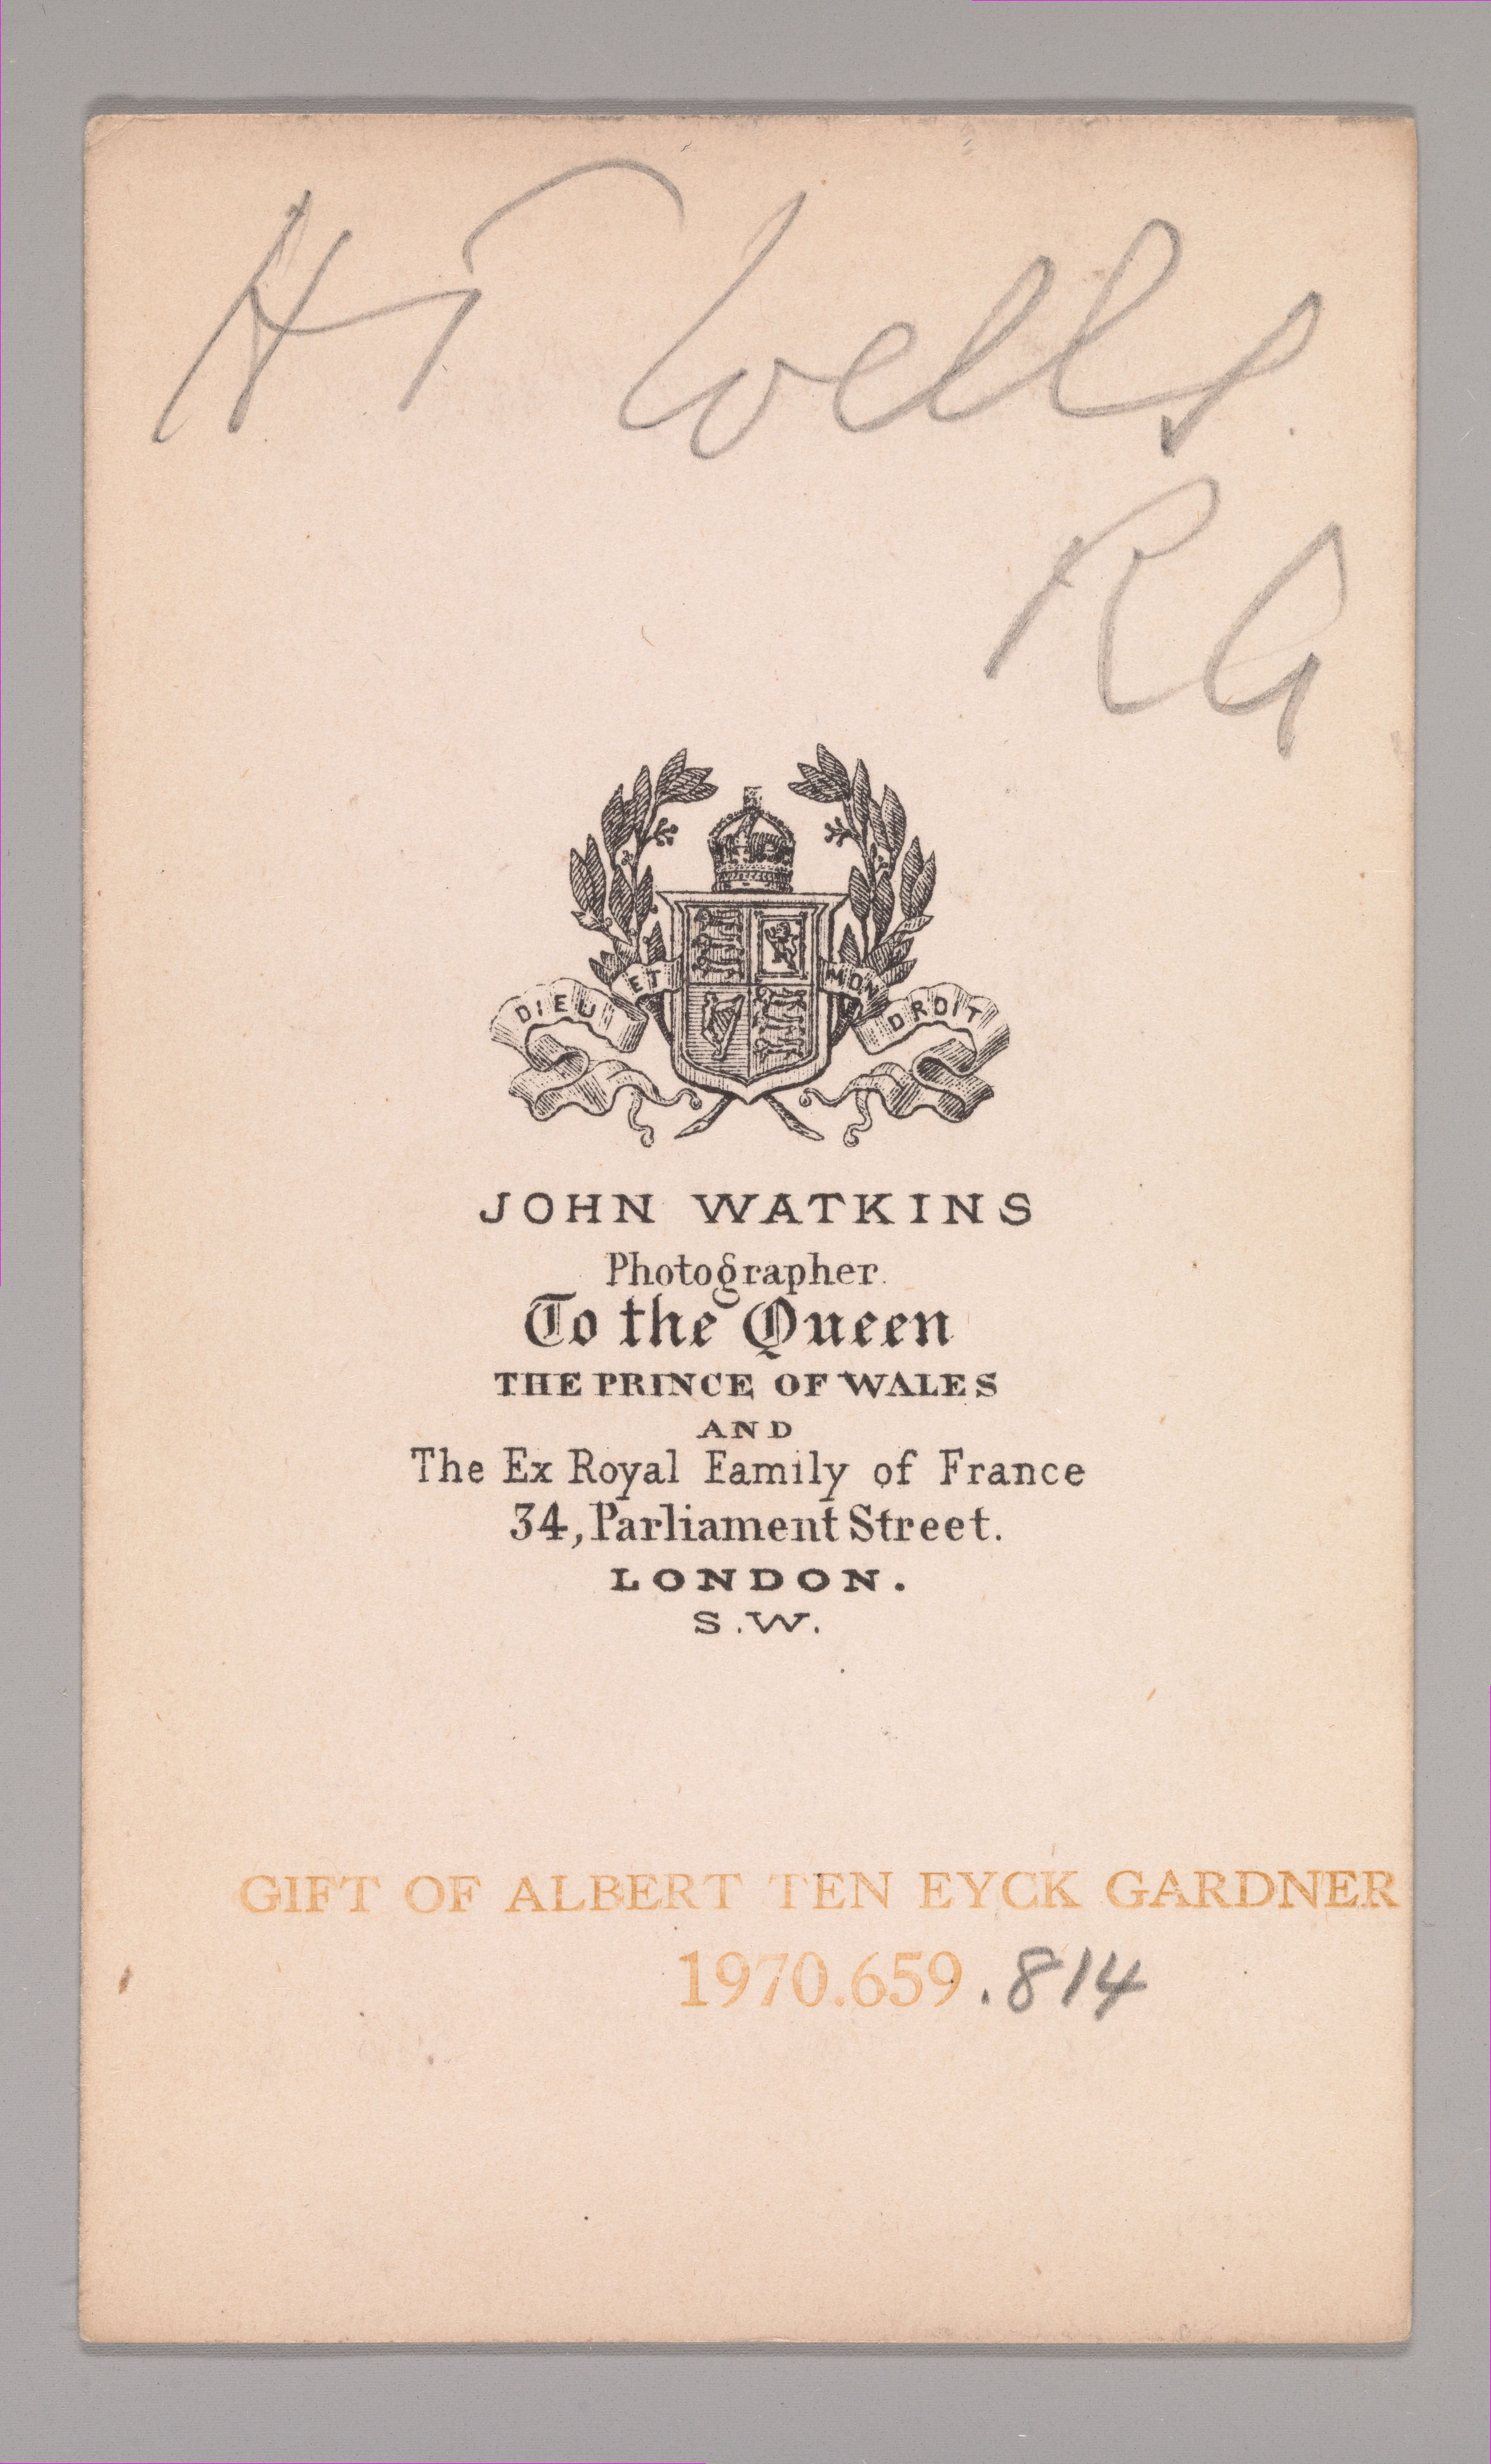 H T Wells
RA
DIEU ET MON DROIT
JOHN WATKINS
Photographer.
To the Queen
THE PRINCE OF WALES
AND
The Ex Royal Family of France
34, Parliament Street.
LONDON.
S.W.
GIFT OF ALBERT TEN EYCK GARDNER
1970.659.814